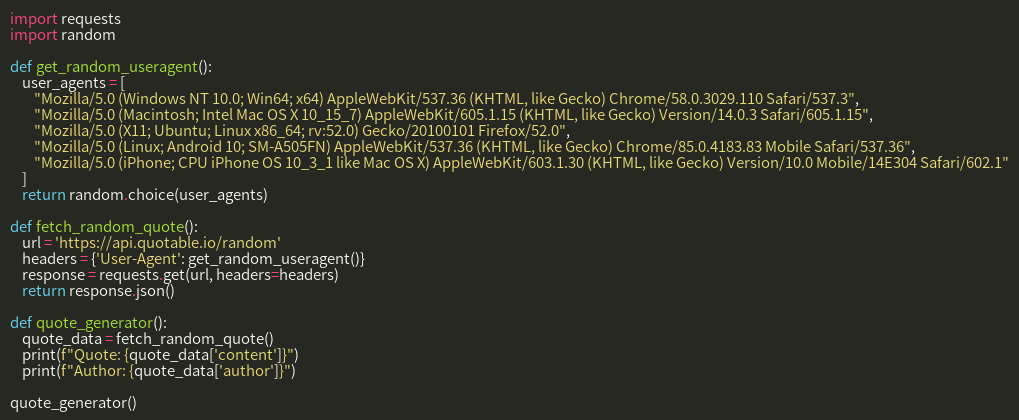 import requests
import random

def get_random_useragent():
    user_agents = [
        "Mozilla/5.0 (Windows NT 10.0; Win64; x64) AppleWebKit/537.36 (KHTML, like Gecko) Chrome/58.0.3029.110 Safari/537.3",
        "Mozilla/5.0 (Macintosh; Intel Mac OS X 10_15_7) AppleWebKit/605.1.15 (KHTML, like Gecko) Version/14.0.3 Safari/605.1.15",
        "Mozilla/5.0 (X11; Ubuntu; Linux x86_64; rv:52.0) Gecko/20100101 Firefox/52.0",
        "Mozilla/5.0 (Linux; Android 10; SM-A505FN) AppleWebKit/537.36 (KHTML, like Gecko) Chrome/85.0.4183.83 Mobile Safari/537.36",
        "Mozilla/5.0 (iPhone; CPU iPhone OS 10_3_1 like Mac OS X) AppleWebKit/603.1.30 (KHTML, like Gecko) Version/10.0 Mobile/14E304 Safari/602.1"
    ]
    return random.choice(user_agents)

def fetch_random_quote():
    url = 'https://api.quotable.io/random'
    headers = {'User-Agent': get_random_useragent()}
    response = requests.get(url, headers=headers)
    return response.json()

def quote_generator():
    quote_data = fetch_random_quote()
    print(f"Quote: {quote_data['content']}")
    print(f"Author: {quote_data['author']}")

quote_generator()